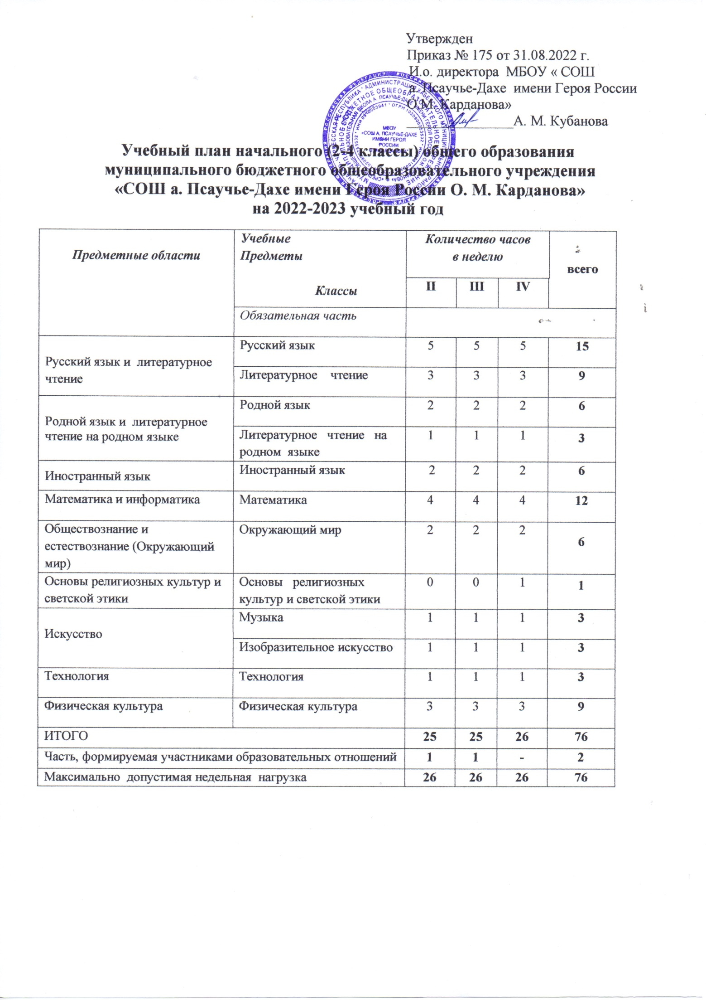 Утвержден
Приказ № 175 от 31.08.2022 г.
И.о. директора МБОУ « СОШ
а. Псаучье-Дахе имени Героя России
О.М. Карданова»
А. М. Кубанова
МБОУ
«СОШ А. ПСАУЧЬЕ-ДАХЕ
ИМЕНИ ГЕРОЯ
РОССИИ
Учебный план начального (2-4 классы) общего образования
муниципального бюджетного общеобразовательного учреждения
«СОШ а. Псаучье-Дахе имени Героя России О. М. Карданова»
на 2022-2023 учебный год
Предметные области
Учебные
Предметы
Классы
Количество часов
в неделю
всего
II III IV
Обязательная часть
Русский язык и литературное
чтение
Русский язык 5 5 5 15
Литературное чтение 3 3 3 9
Родной язык и литературное
чтение на родном языке
Родной язык 2 2 2 6
Литературное чтение на
родном языке 1 1 1 3
Иностранный язык Иностранный язык 2 2 2 6
Математика и информатика Математика 4 4 4 12
Обществознание и
естествознание (Окружающий
мир)
Окружающий мир 2 2 2 6
Основы религиозных культур и
светской этики
Основы религиозных
культур и светской этики 0 0 1 1
Искусство
Музыка 1 1 1 3
Изобразительное искусство 1 1 1 3
Технология Технология 1 1 1 3
Физическая культура Физическая культура 3 3 3 9
ИТОГО 25 25 26 76
Часть, формируемая участниками образовательных отношений 1 1 - 2
Максимально допустимая недельная нагрузка 26 26 26 76